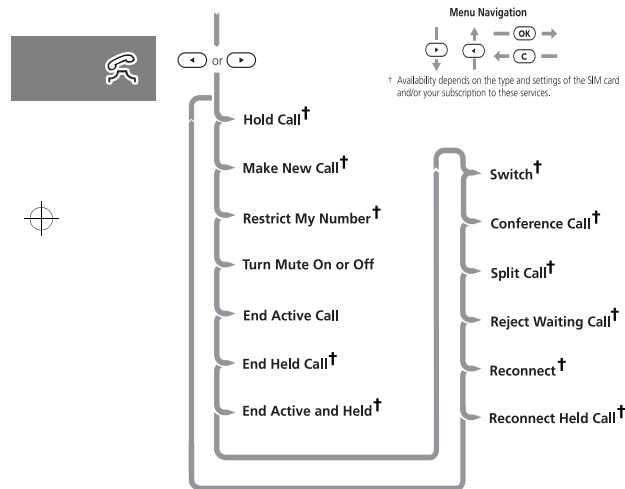 Menu Navigation
OK
C
or
† Availability depends on the type and settings of the SIM card
and/or your subscription to these services.
Hold Call†
Make New Call†
Restrict My Number†
Turn Mute On or Off
End Active Call
End Held Call†
End Active and Held†
Switch†
Conference Call†
Split Call†
Reject Waiting Call†
Reconnect†
Reconnect Held Call†